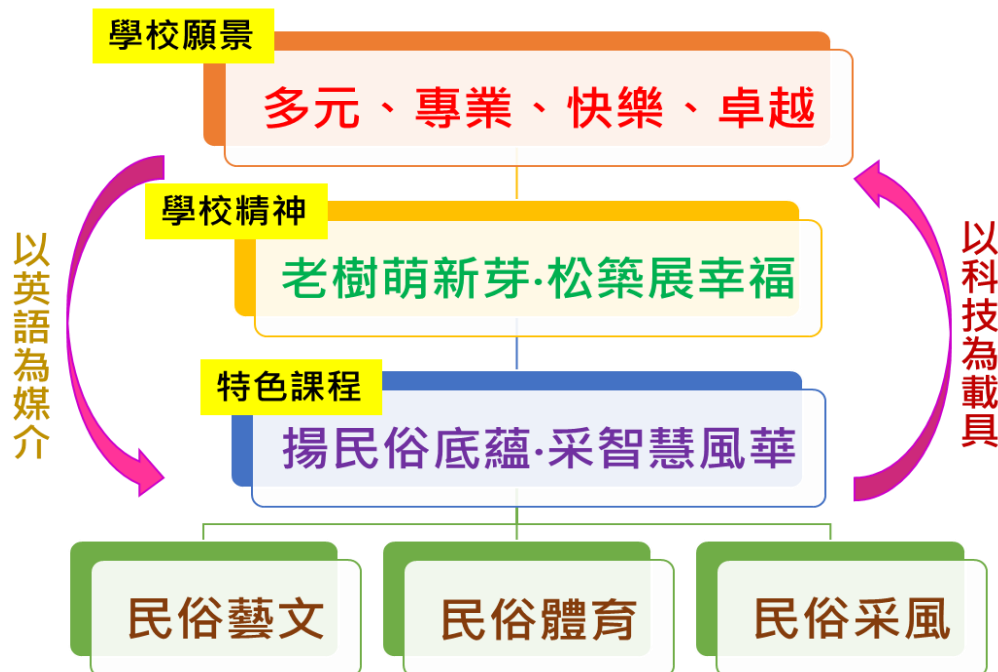 學校願景
多元、專業、快樂、卓越
學校精神
老樹萌新芽·松築展幸福
特色課程
揚民俗底蘊·采智慧風華
以英語為媒介
以科技為載具
民俗藝文
民俗體育
民俗采風